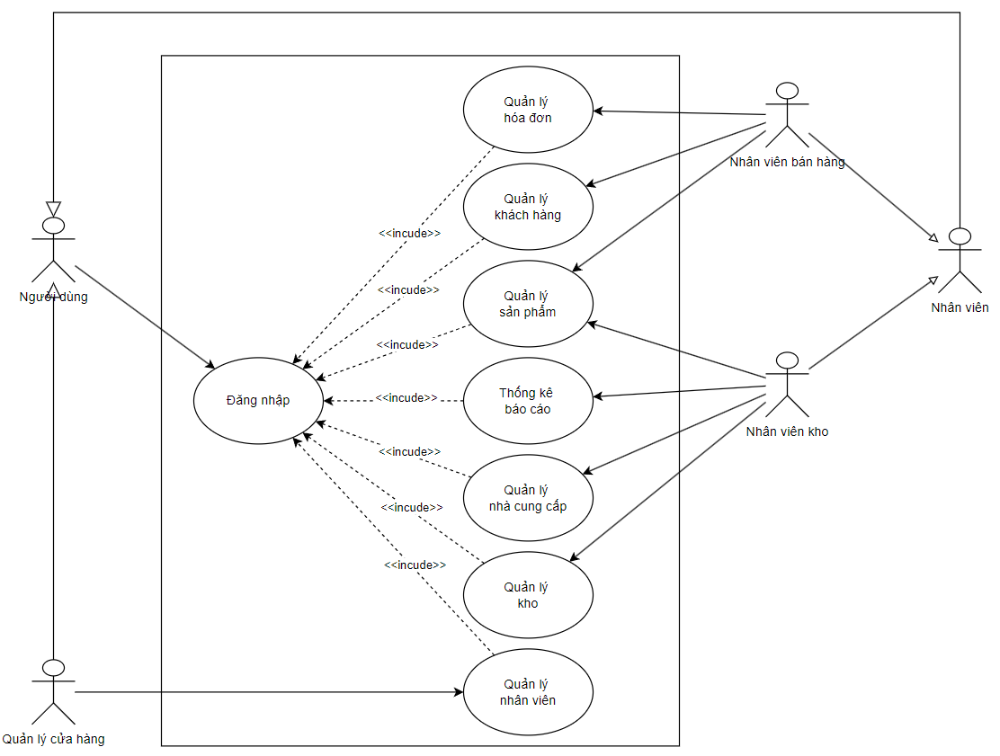 Quản lý
hóa đơn
Nhân viên bán hàng
Quản lý
khách hàng
<<incude>>
<<incude>>
Người dùng
Quản lý
sản phẩm
Nhân viên
<<incude>>
Đăng nhập
<<incude>>
Thống kê
báo cáo
Nhân viên kho
<<incude>>
Quản lý
nhà cung cấp
<<incude>>
<<incude>>
Quản lý
kho
Quản lý
nhân viên
Quản lý cửa hàng